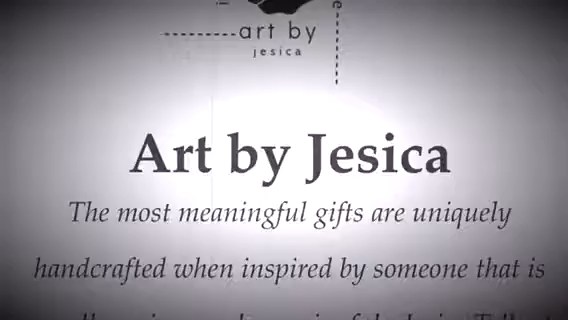 art by
jesica
Art by Jesica
The most meaningful gifts are uniquely
handcrafted when inspired by someone that is